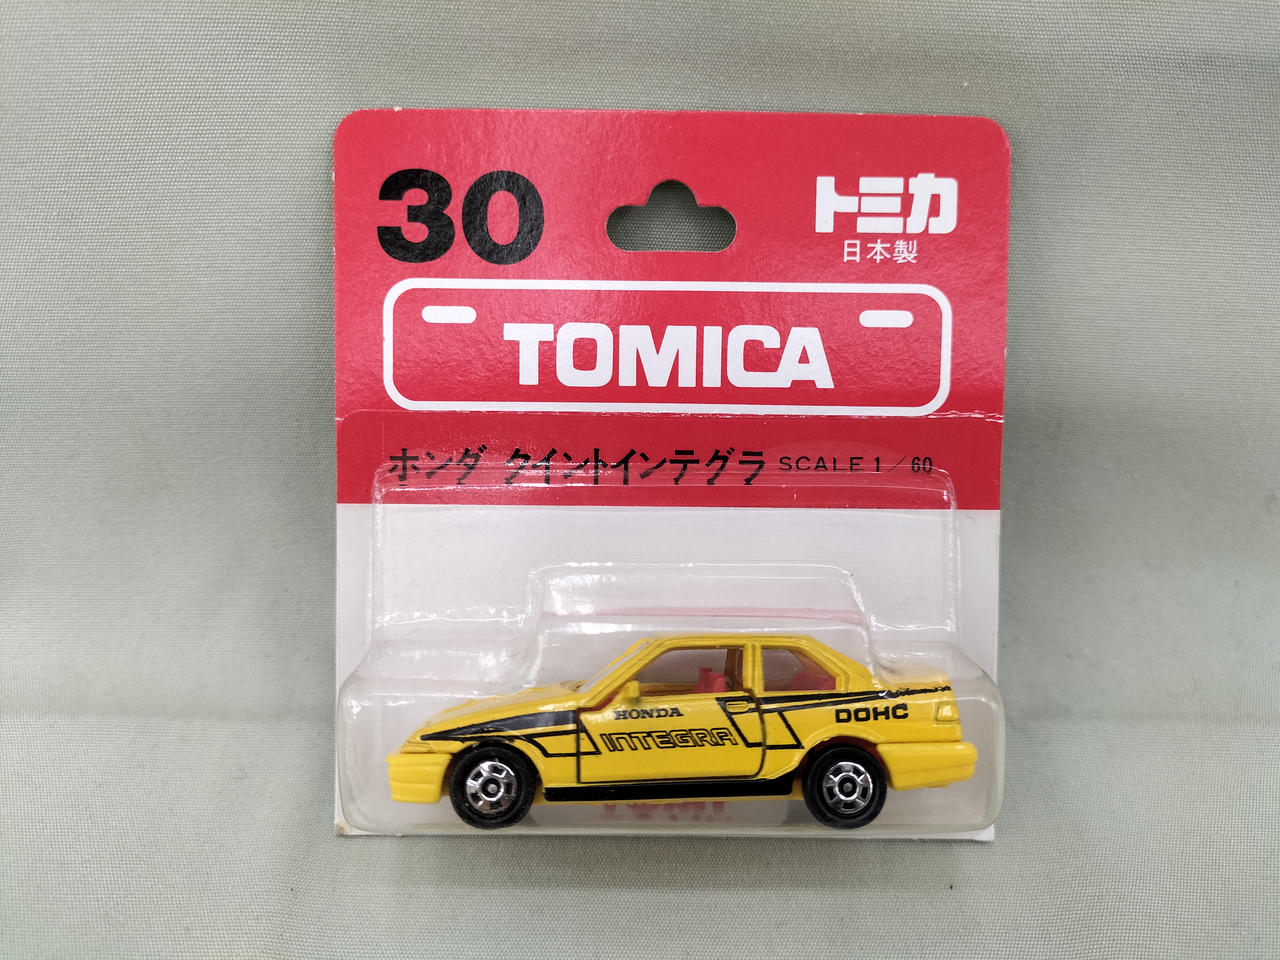 30
トミカ
日本製
TOMICA
ホンダ クイントインテグラ SCALE 1/60
HONDA
INTEGRA
DOHC